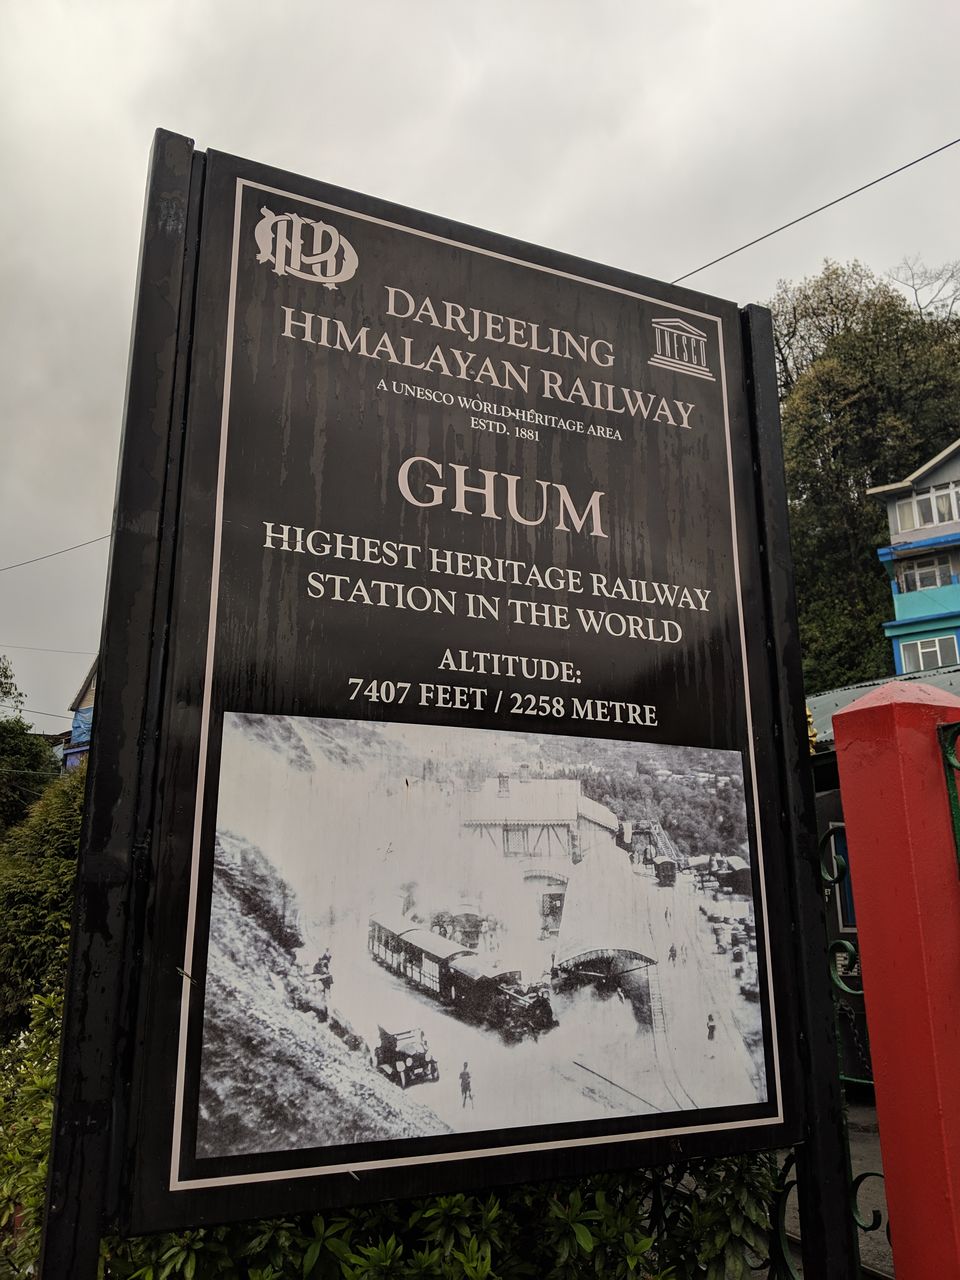 DHR
DARJEELING
HIMALAYAN RAILWAY
UNESCO
A UNESCO WORLD HERITAGE AREA
ESTD. 1881
GHUM
HIGHEST HERITAGE RAILWAY
STATION IN THE WORLD
ALTITUDE:
7407 FEET / 2258 METRE